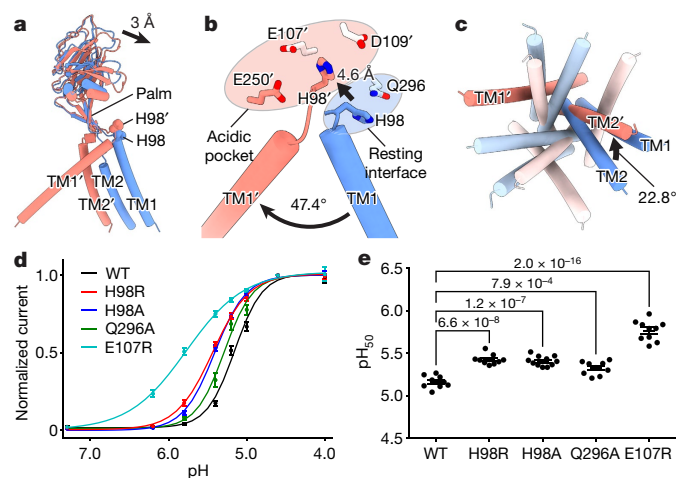 a
3 Å
Palm
H98′
H98
TM1′ TM2 TM1
TM2′
b
E107′
D109′
E250′
4.6 Å
Q296
H98′
H98
Acidic
pocket
Resting
interface
TM1′
TM1
47.4°
c
TM1′
TM2′
TM1
TM2
22.8°
d
WT
H98R
H98A
Q296A
E107R
Normalized current
1.0
0.5
0
7.0 6.0 5.0 4.0
pH
e
2.0 × 10⁻¹⁶
7.9 × 10⁻⁴
1.2 × 10⁻⁷
6.6 × 10⁻⁸
pH₅₀
6.5
6.0
5.5
5.0
4.5
WT H98R H98A Q296A E107R